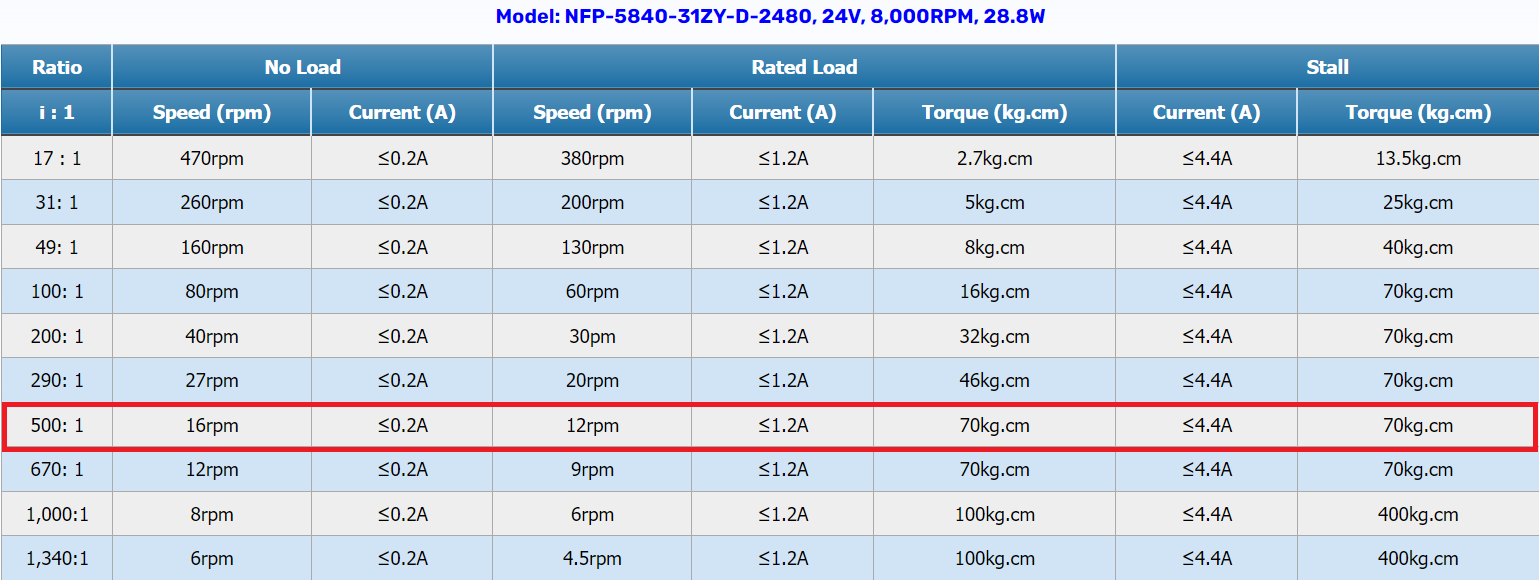 Model: NFP-5840-31ZY-D-2480, 24V, 8,000RPM, 28.8W
Ratio No Load Rated Load Stall
i : 1 Speed (rpm) Current (A) Speed (rpm) Current (A) Torque (kg.cm) Current (A) Torque (kg.cm)
17 : 1 470rpm ≤0.2A 380rpm ≤1.2A 2.7kg.cm ≤4.4A 13.5kg.cm
31: 1 260rpm ≤0.2A 200rpm ≤1.2A 5kg.cm ≤4.4A 25kg.cm
49: 1 160rpm ≤0.2A 130rpm ≤1.2A 8kg.cm ≤4.4A 40kg.cm
100: 1 80rpm ≤0.2A 60rpm ≤1.2A 16kg.cm ≤4.4A 70kg.cm
200: 1 40rpm ≤0.2A 30pm ≤1.2A 32kg.cm ≤4.4A 70kg.cm
290: 1 27rpm ≤0.2A 20rpm ≤1.2A 46kg.cm ≤4.4A 70kg.cm
500: 1 16rpm ≤0.2A 12rpm ≤1.2A 70kg.cm ≤4.4A 70kg.cm
670: 1 12rpm ≤0.2A 9rpm ≤1.2A 70kg.cm ≤4.4A 70kg.cm
1,000:1 8rpm ≤0.2A 6rpm ≤1.2A 100kg.cm ≤4.4A 400kg.cm
1,340:1 6rpm ≤0.2A 4.5rpm ≤1.2A 100kg.cm ≤4.4A 400kg.cm